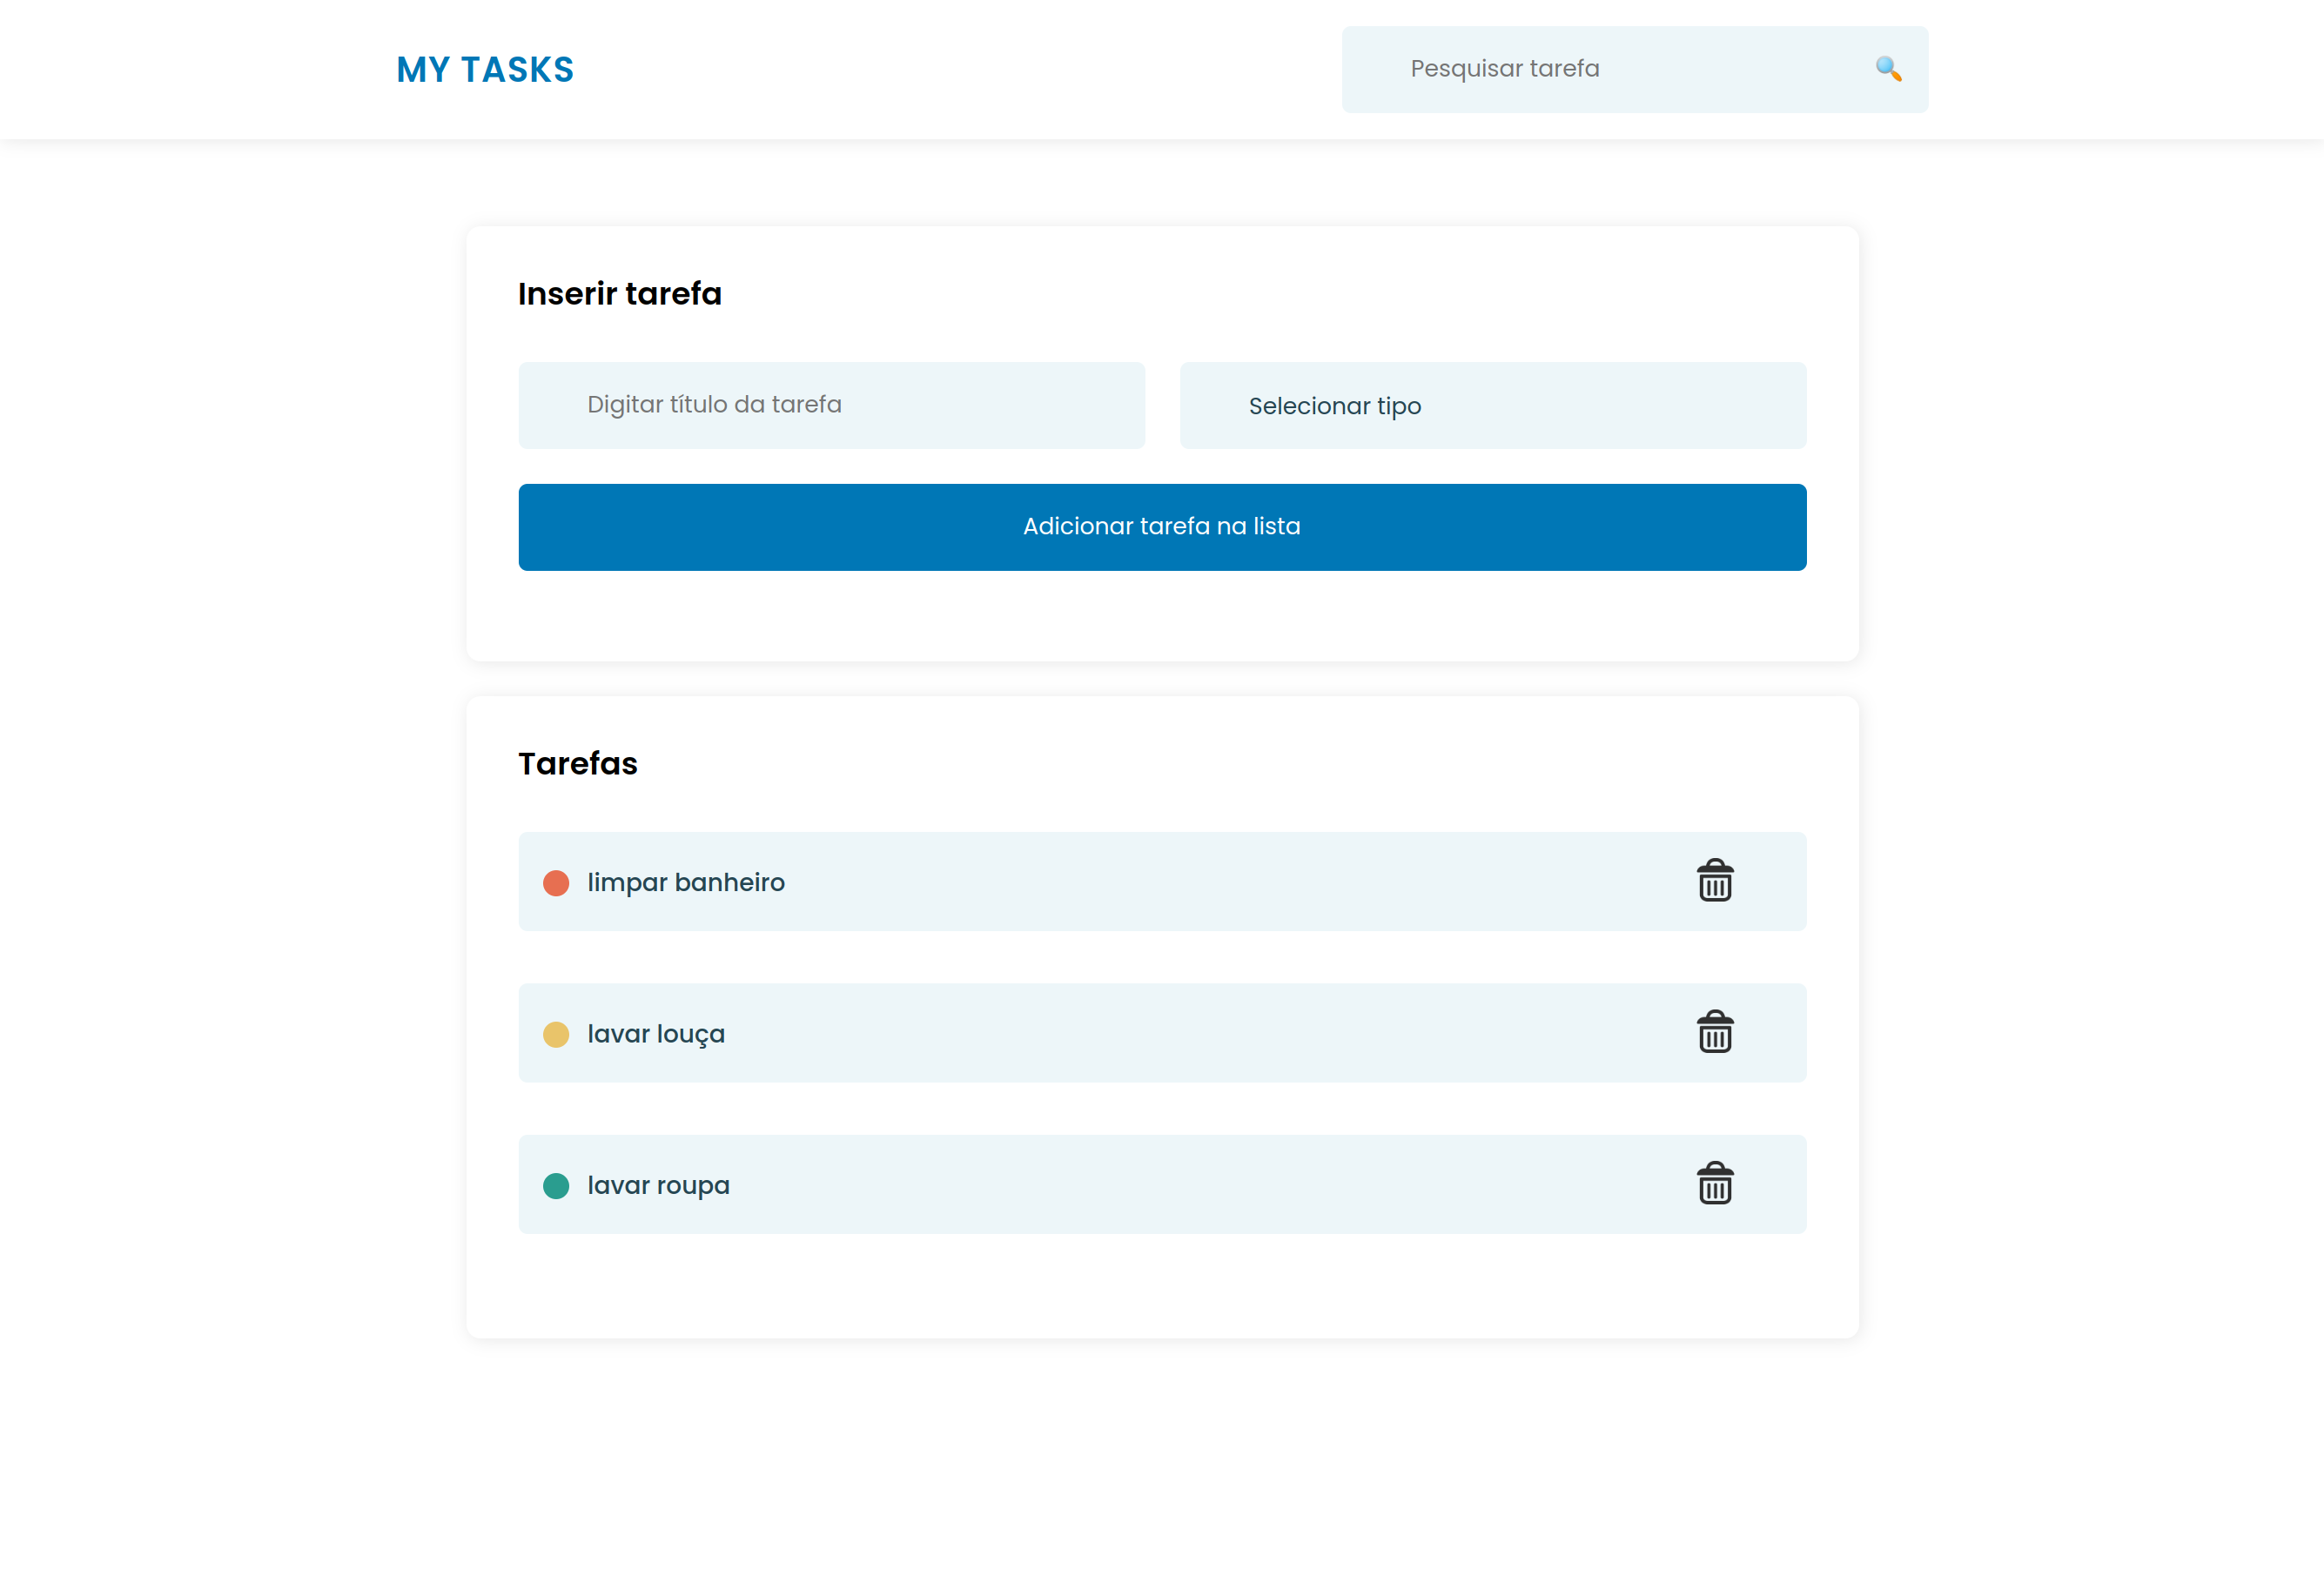 MY TASKS
Pesquisar tarefa
Inserir tarefa
Digitar título da tarefa
Selecionar tipo
Adicionar tarefa na lista
Tarefas
limpar banheiro
lavar louça
lavar roupa